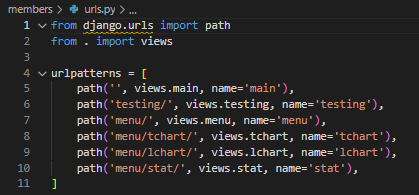 members > urls.py > ...
1 from django.urls import path
2 from . import views
3
4 urlpatterns = [
5     path('', views.main, name='main'),
6     path('testing/', views.testing, name='testing'),
7     path('menu/', views.menu, name='menu'),
8     path('menu/tchart/', views.tchart, name='tchart'),
9     path('menu/lchart/', views.lchart, name='lchart'),
10     path('menu/stat/', views.stat, name='stat'),
11 ]